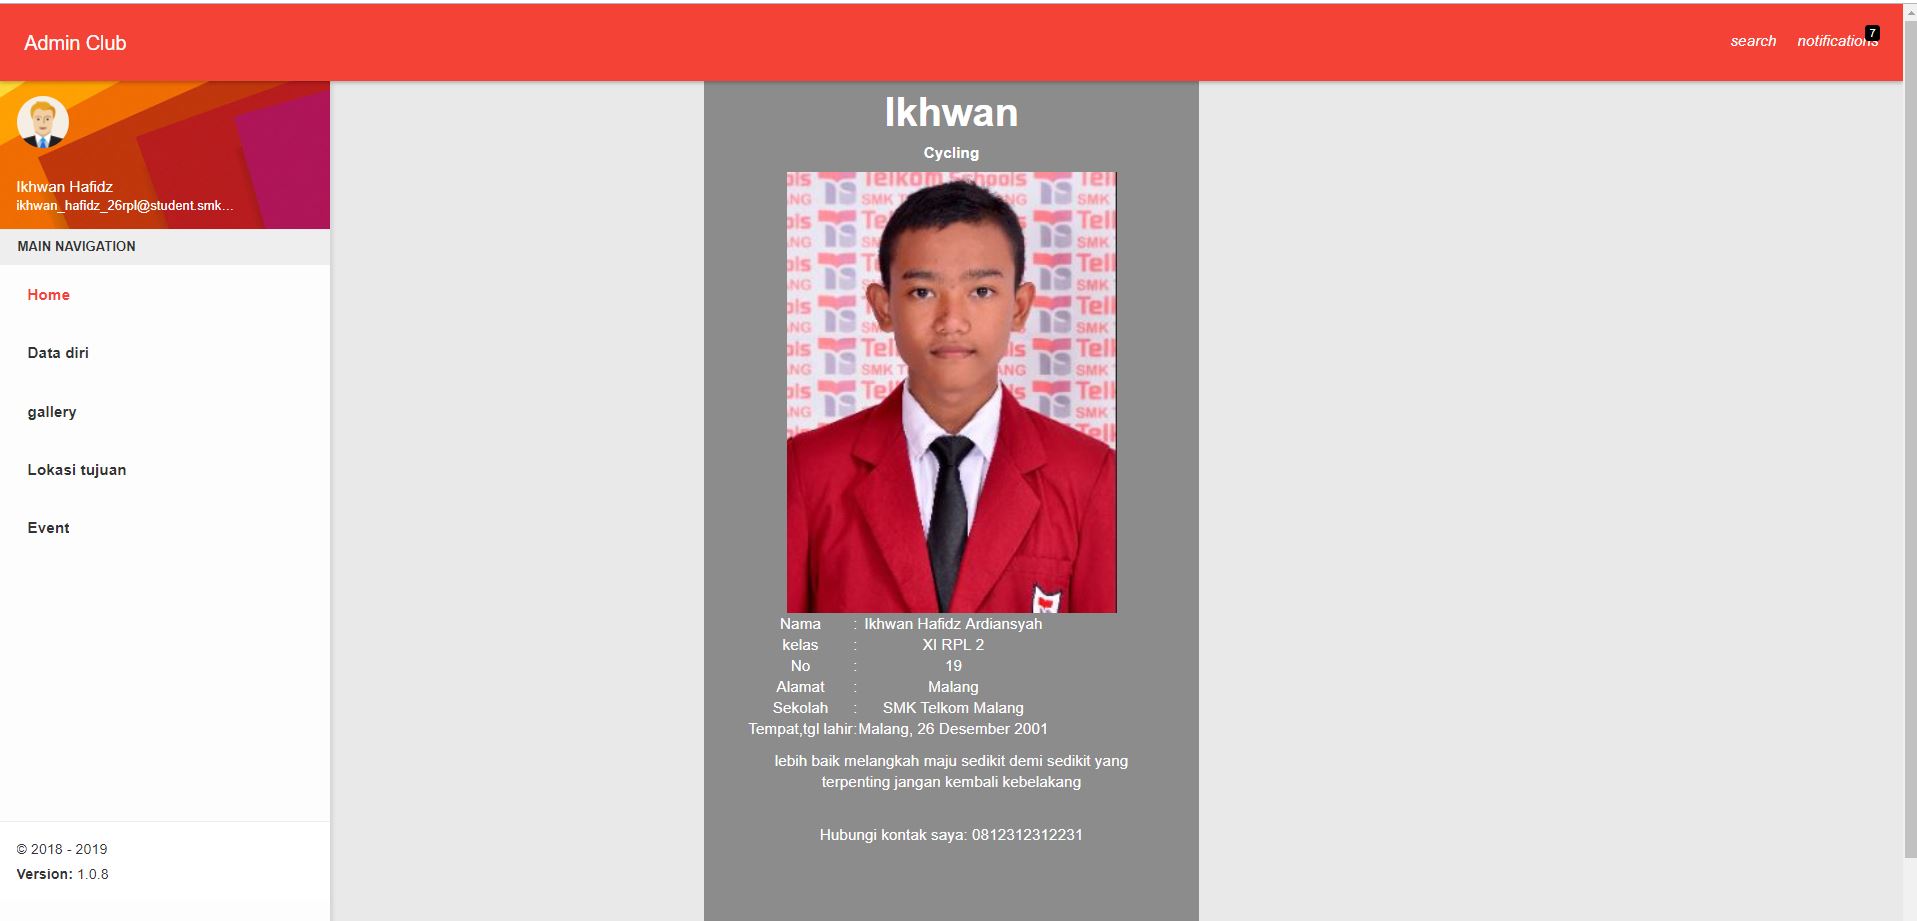 Admin Club
search notifications 7
Ikhwan Hafidz
ikhwan_hafidz_26rpl@student.smk...
MAIN NAVIGATION
Home
Data diri
gallery
Lokasi tujuan
Event
© 2018 - 2019
Version: 1.0.8
Ikhwan
Cycling
Telkom Schools
SMK T
Nama : Ikhwan Hafidz Ardiansyah
kelas : XI RPL 2
No : 19
Alamat : Malang
Sekolah : SMK Telkom Malang
Tempat,tgl lahir:Malang, 26 Desember 2001
lebih baik melangkah maju sedikit demi sedikit yang
terpenting jangan kembali kebelakang
Hubungi kontak saya: 0812312312231